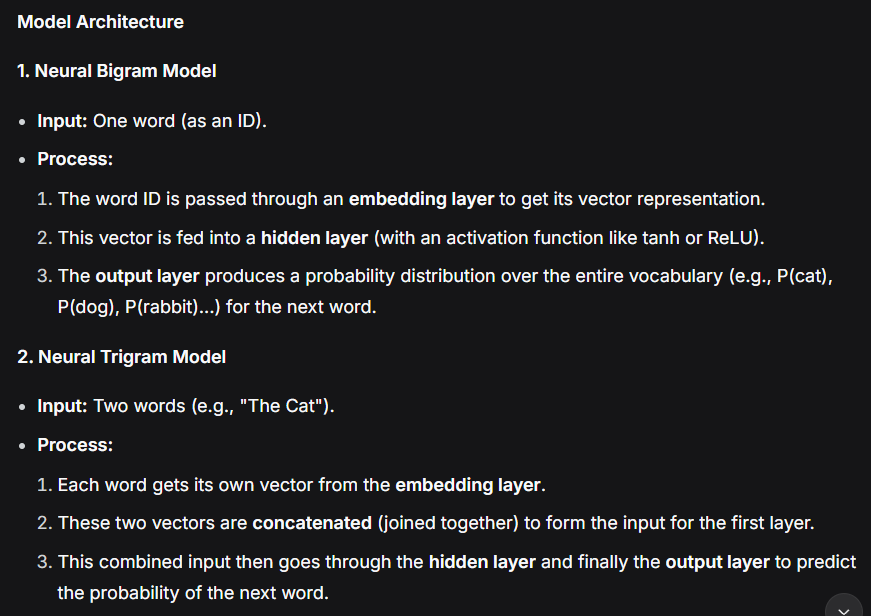 Model Architecture
1. Neural Bigram Model
• Input: One word (as an ID).
• Process:
1. The word ID is passed through an embedding layer to get its vector representation.
2. This vector is fed into a hidden layer (with an activation function like tanh or ReLU).
3. The output layer produces a probability distribution over the entire vocabulary (e.g., P(cat),
P(dog), P(rabbit)...) for the next word.
2. Neural Trigram Model
• Input: Two words (e.g., "The Cat").
• Process:
1. Each word gets its own vector from the embedding layer.
2. These two vectors are concatenated (joined together) to form the input for the first layer.
3. This combined input then goes through the hidden layer and finally the output layer to predict
the probability of the next word.